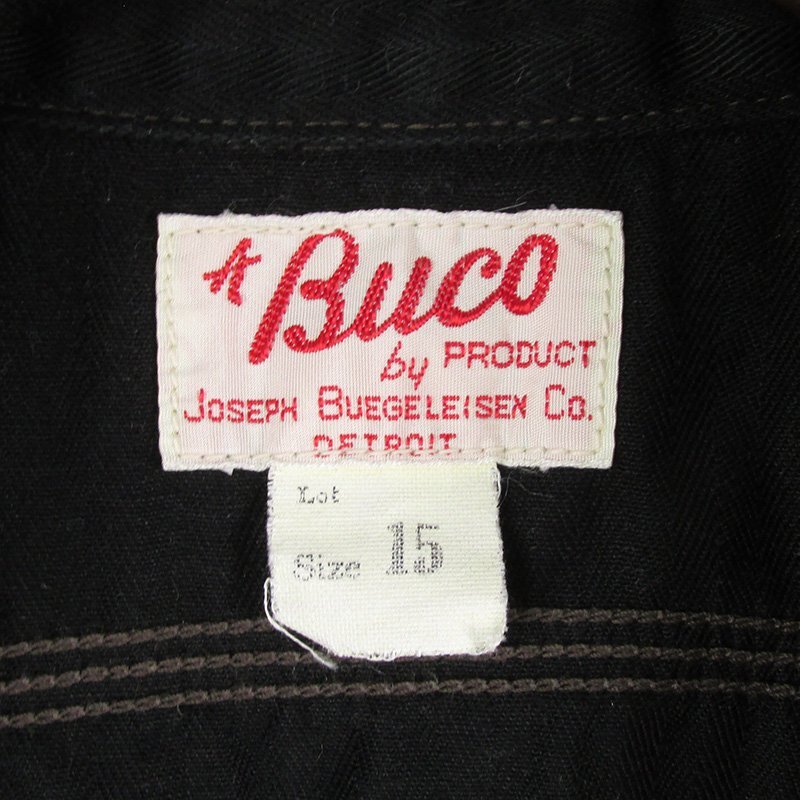 A Buco
by PRODUCT
JOSEPH BUEGELEISEN CO.
DETROIT
Lot
Size 15